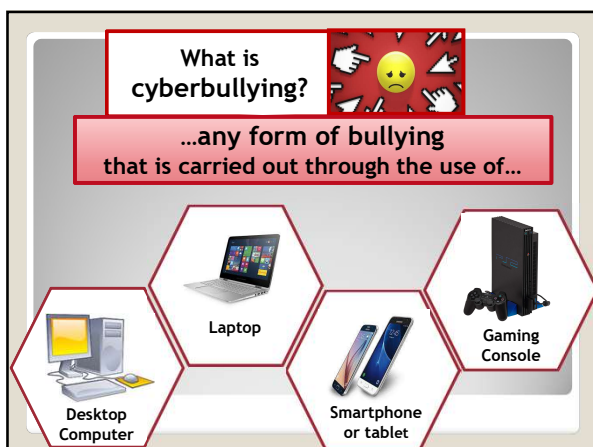 What is
cyberbullying?
…any form of bullying
that is carried out through the use of…
Laptop
Gaming
Console
Desktop
Computer
Smartphone
or tablet